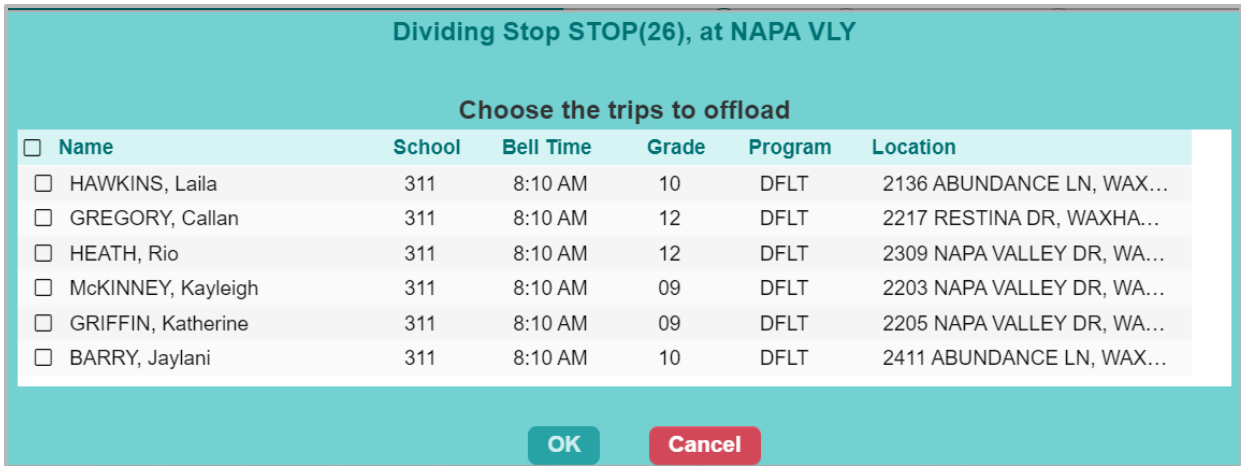 Dividing Stop STOP(26), at NAPA VLY
Choose the trips to offload
Name School Bell Time Grade Program Location
HAWKINS, Laila 311 8:10 AM 10 DFLT 2136 ABUNDANCE LN, WAX...
GREGORY, Callan 311 8:10 AM 12 DFLT 2217 RESTINA DR, WAXHA...
HEATH, Rio 311 8:10 AM 12 DFLT 2309 NAPA VALLEY DR, WA...
McKINNEY, Kayleigh 311 8:10 AM 09 DFLT 2203 NAPA VALLEY DR, WA...
GRIFFIN, Katherine 311 8:10 AM 09 DFLT 2205 NAPA VALLEY DR, WA...
BARRY, Jaylani 311 8:10 AM 10 DFLT 2411 ABUNDANCE LN, WAX...
OK Cancel